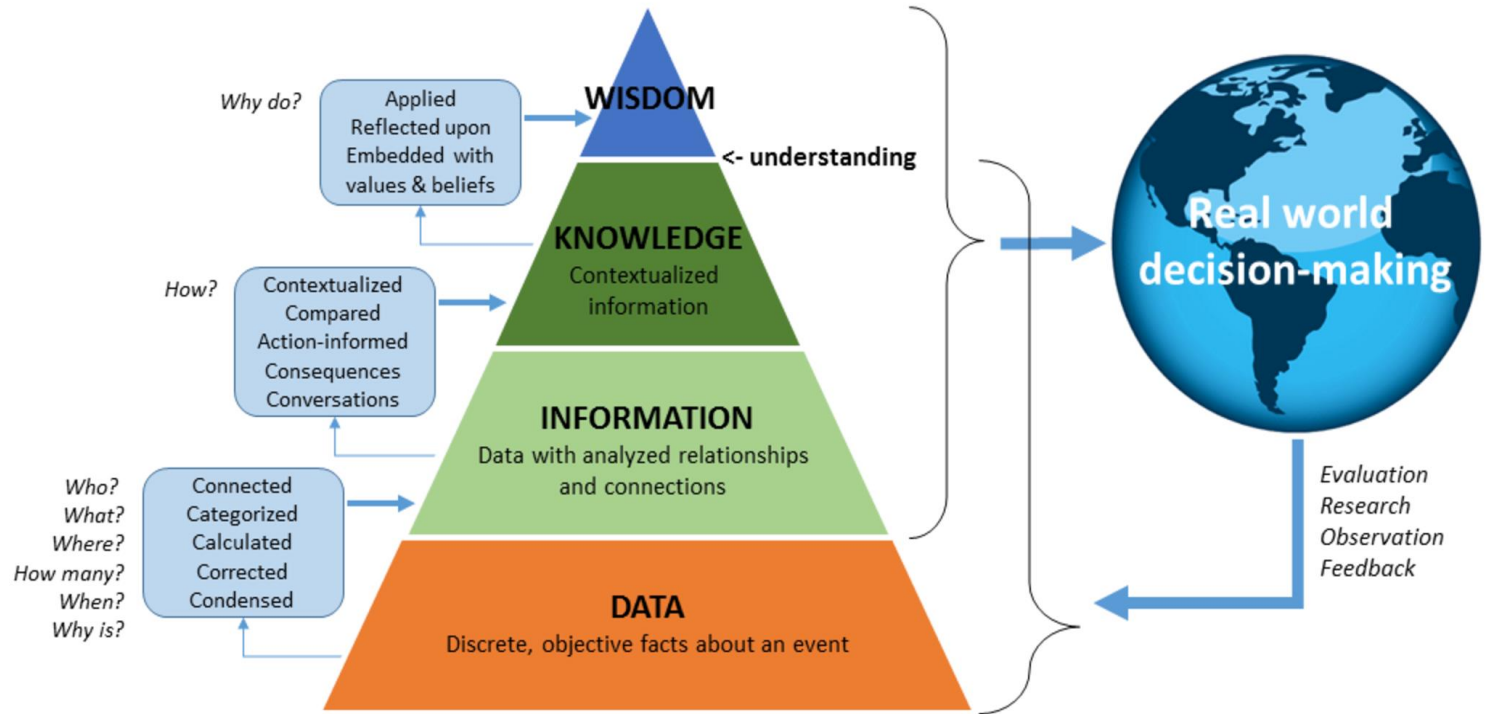 WISDOM
Why do?
Applied
Reflected upon
Embedded with
values & beliefs
<- understanding
KNOWLEDGE
Contextualized
information
How?
Contextualized
Compared
Action-informed
Consequences
Conversations
INFORMATION
Data with analyzed relationships
and connections
Who?
What?
Where?
How many?
When?
Why is?
Connected
Categorized
Calculated
Corrected
Condensed
DATA
Discrete, objective facts about an event
Real world
decision-making
Evaluation
Research
Observation
Feedback